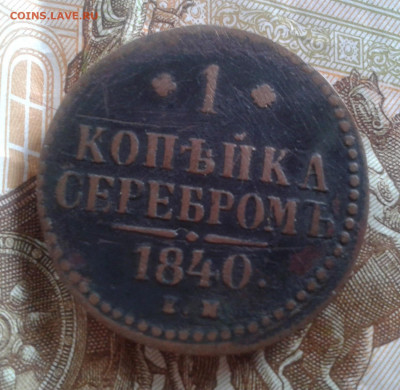 COINS.LAVE.RU
1
КОПѢЙКА
СЕРЕБРОМЪ
1840.